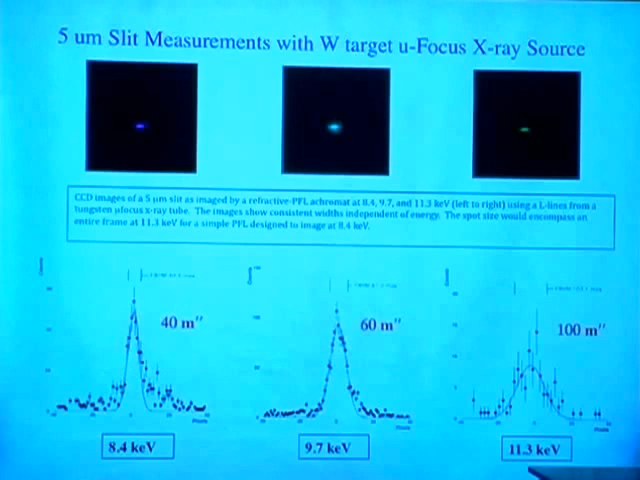 5 um Slit Measurements with W target u-Focus X-ray Source
CCD images of a 5 µm slit as imaged by a refractive-PFL achromat at 8.4, 9.7, and 11.3 keV (left to right) using a L-lines from a
tungsten µfocus x-ray tube. The images show consistent widths independent of energy. The spot size would encompass an
entire frame at 11.3 keV for a simple PFL designed to image at 8.4 keV.
40 m″
60 m″
100 m″
8.4 keV
9.7 keV
11.3 keV